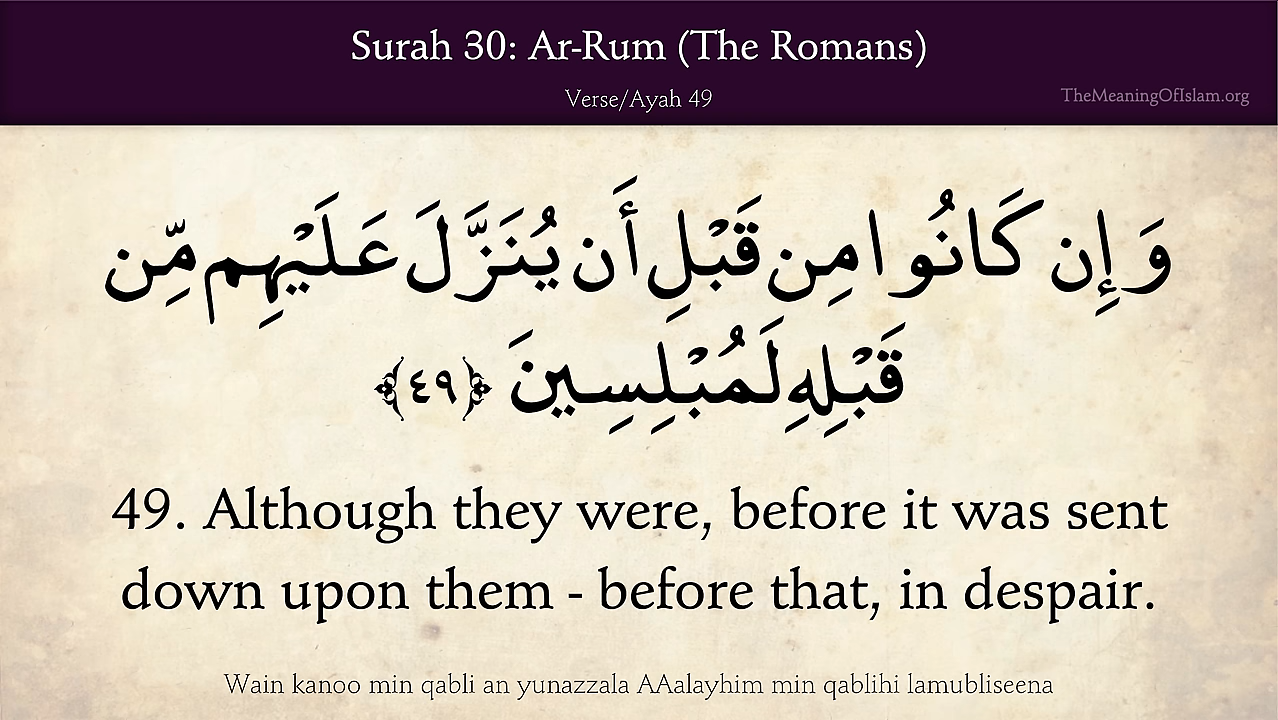 Surah 30: Ar-Rum (The Romans)
Verse/Ayah 49
TheMeaningOfIslam.org
وَإِن كَانُوا مِن قَبْلِ أَن يُنَزَّلَ عَلَيْهِم مِّن
قَبْلِهِ لَمُبْلِسِينَ ﴿٤٩﴾
49. Although they were, before it was sent
down upon them - before that, in despair.
Wain kanoo min qabli an yunazzala AAalayhim min qablihi lamubliseena